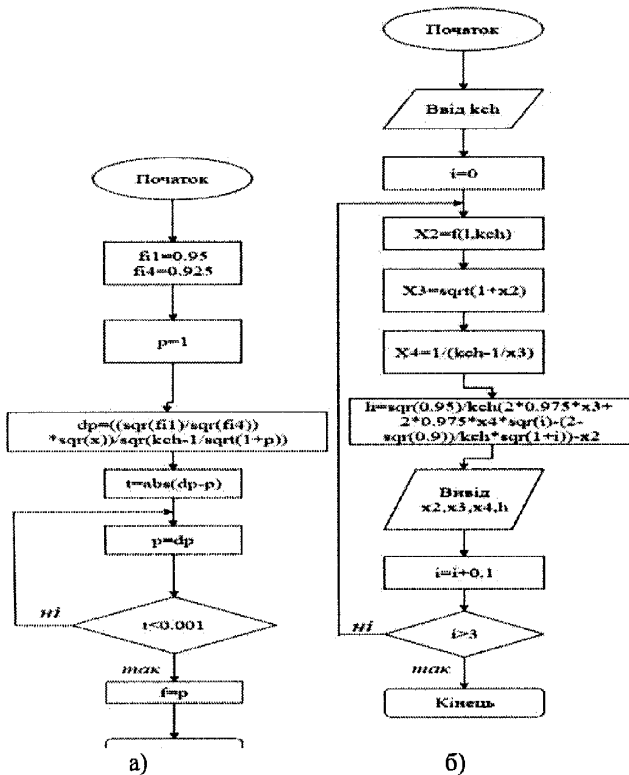 Початок
fi1=0.95
fi4=0.925
p=1
dp=((sqr(fi1)/sqr(fi4))
*sqr(x))/sqr(kch-1/sqrt(1+p))
t=abs(dp-p)
p=dp
ні
t<0.001
так
f=p
а)
Початок
Ввід kch
i=0
X2=f(I,kch)
X3=sqrt(1+x2)
X4=1/(kch-1/x3)
h=sqr(0.95)/kch(2*0.975*x3+
2*0.975*x4*sqr(i)-(2-
sqr(0.9))/kch*sqr(1+i))-x2
Вивід
x2,x3,x4,h
i=i+0.1
ні
i>3
так
Кінець
б)